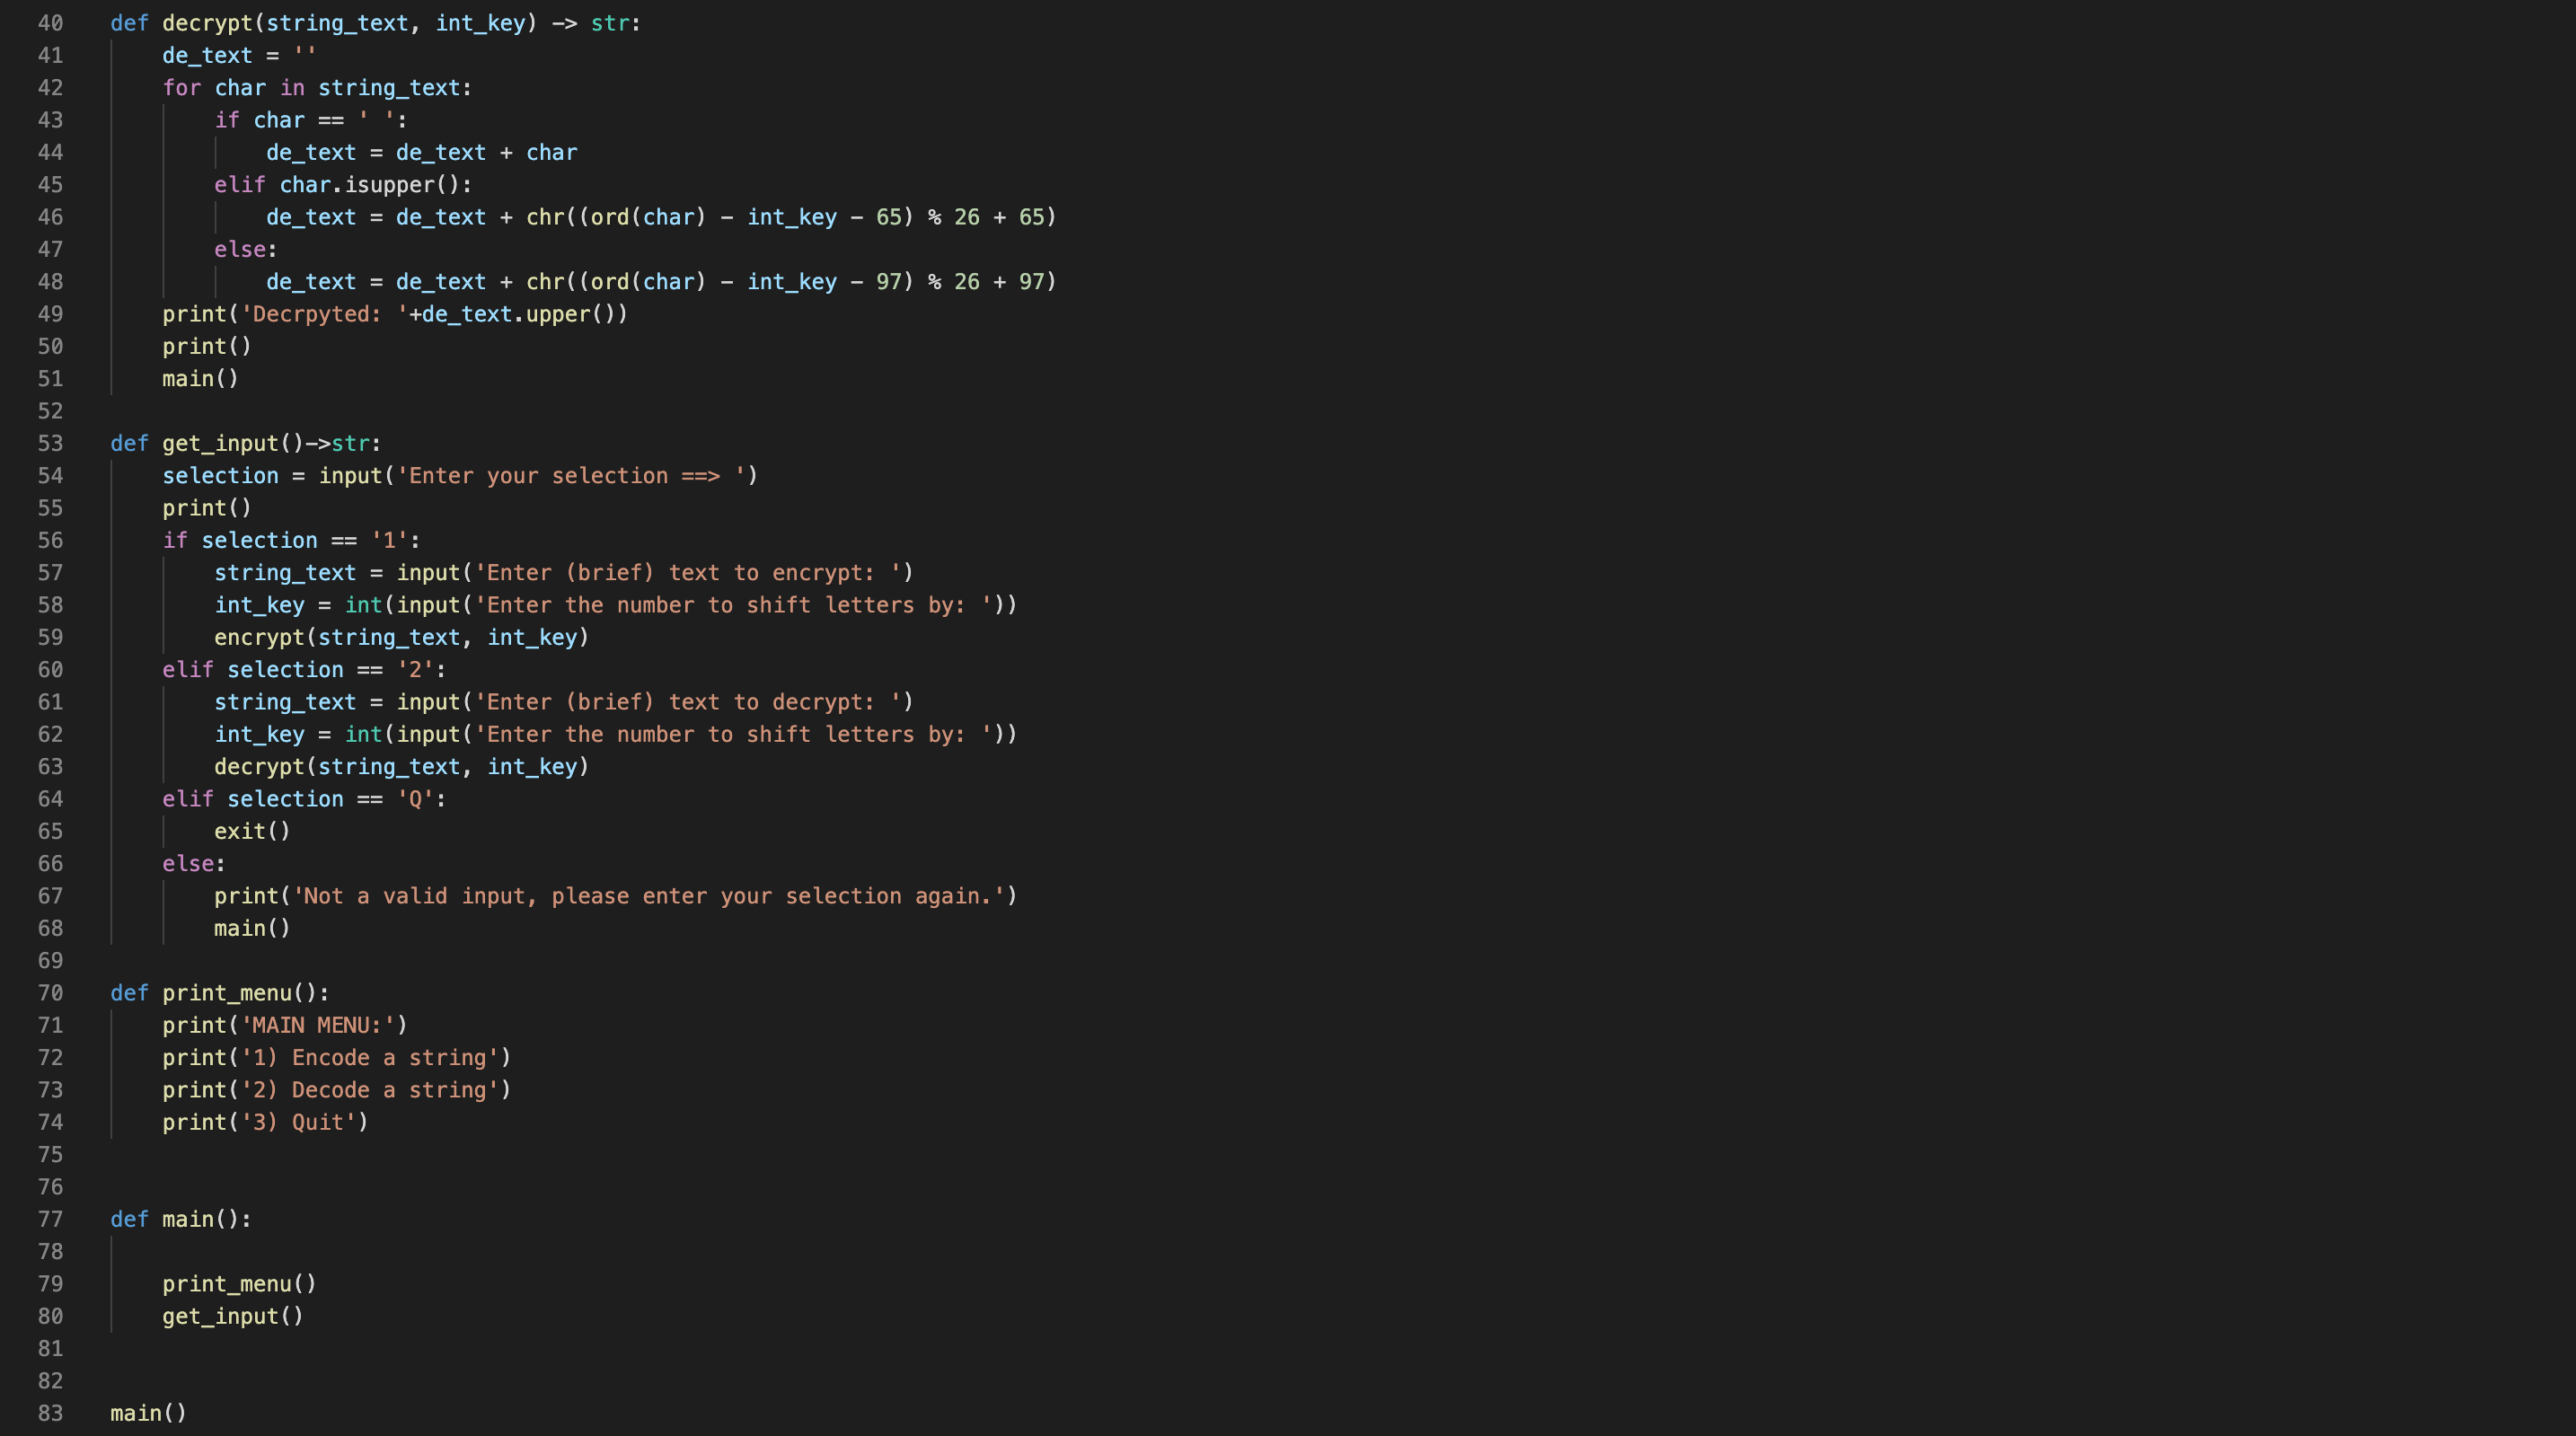 40 def decrypt(string_text, int_key) -> str:
41     de_text = ''
42     for char in string_text:
43         if char == ' ':
44             de_text = de_text + char
45         elif char.isupper():
46             de_text = de_text + chr((ord(char) - int_key - 65) % 26 + 65)
47         else:
48             de_text = de_text + chr((ord(char) - int_key - 97) % 26 + 97)
49     print('Decrpyted: '+de_text.upper())
50     print()
51     main()
52
53 def get_input()->str:
54     selection = input('Enter your selection ==> ')
55     print()
56     if selection == '1':
57         string_text = input('Enter (brief) text to encrypt: ')
58         int_key = int(input('Enter the number to shift letters by: '))
59         encrypt(string_text, int_key)
60     elif selection == '2':
61         string_text = input('Enter (brief) text to decrypt: ')
62         int_key = int(input('Enter the number to shift letters by: '))
63         decrypt(string_text, int_key)
64     elif selection == 'Q':
65         exit()
66     else:
67         print('Not a valid input, please enter your selection again.')
68         main()
69
70 def print_menu():
71     print('MAIN MENU:')
72     print('1) Encode a string')
73     print('2) Decode a string')
74     print('3) Quit')
75
76
77 def main():
78
79     print_menu()
80     get_input()
81
82
83 main()